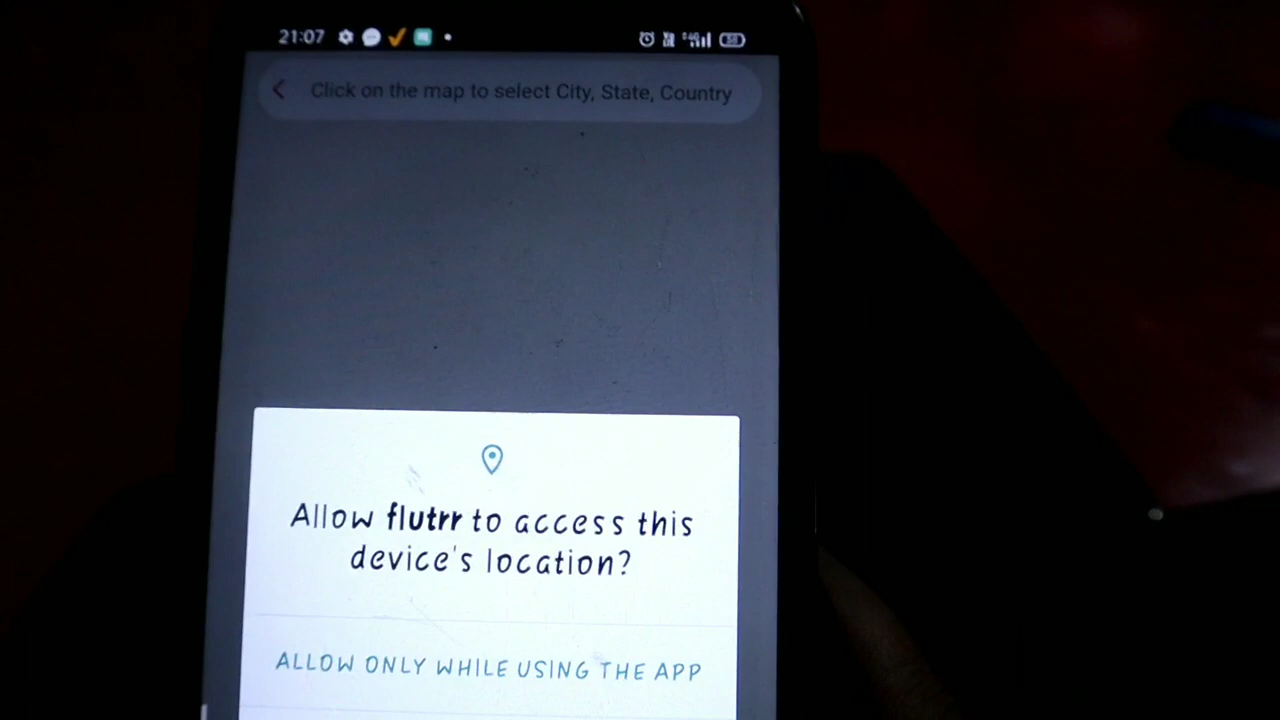 21:07
Click on the map to select City, State, Country
Allow flutrr to access this
device's location?
ALLOW ONLY WHILE USING THE APP